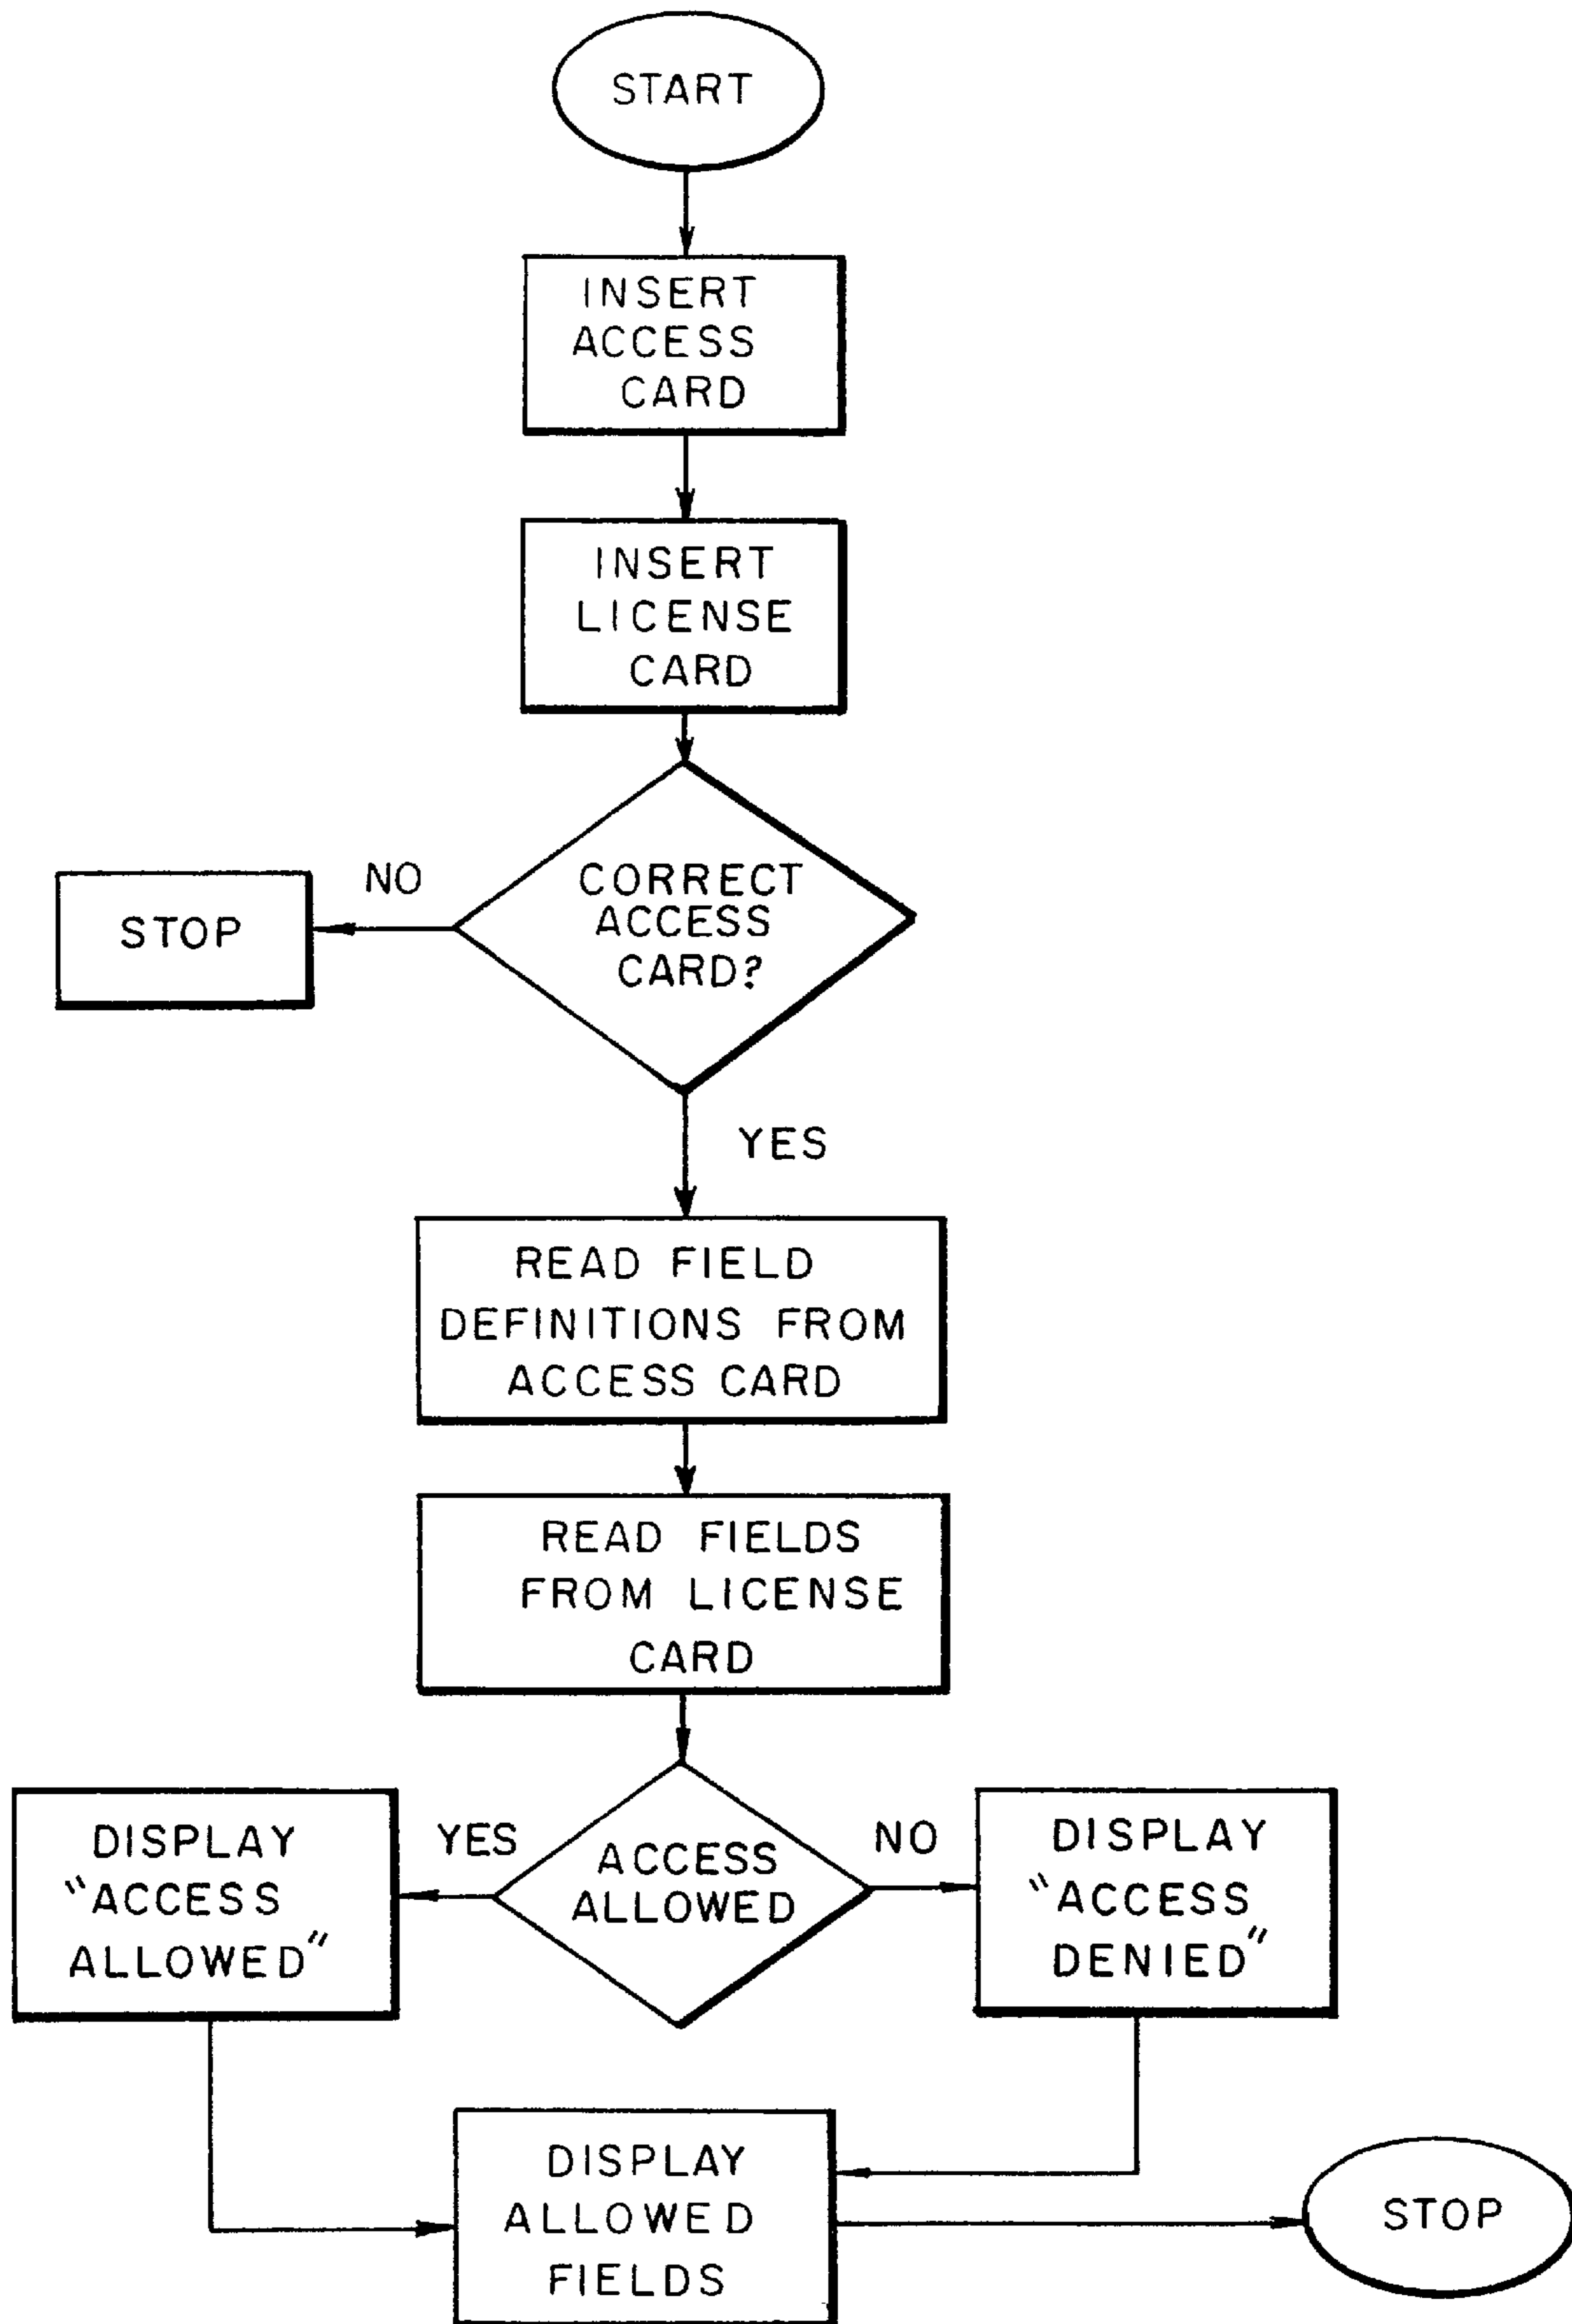 START
INSERT
ACCESS
CARD
INSERT
LICENSE
CARD
CORRECT
ACCESS
CARD?
NO
STOP
YES
READ FIELD
DEFINITIONS FROM
ACCESS CARD
READ FIELDS
FROM LICENSE
CARD
ACCESS
ALLOWED
YES
DISPLAY
"ACCESS
ALLOWED"
NO
DISPLAY
"ACCESS
DENIED"
DISPLAY
ALLOWED
FIELDS
STOP